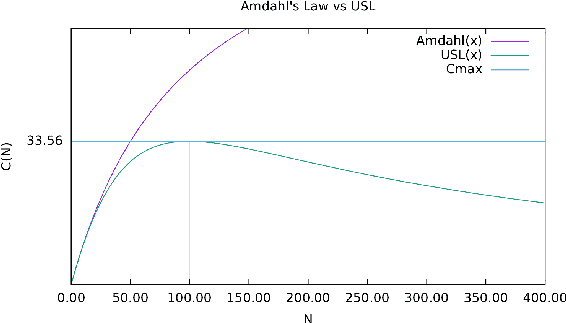 Amdahl's Law vs USL
Amdahl(x)
USL(x)
Cmax
33.56
C(N)
0.00 50.00 100.00 150.00 200.00 250.00 300.00 350.00 400.00
N